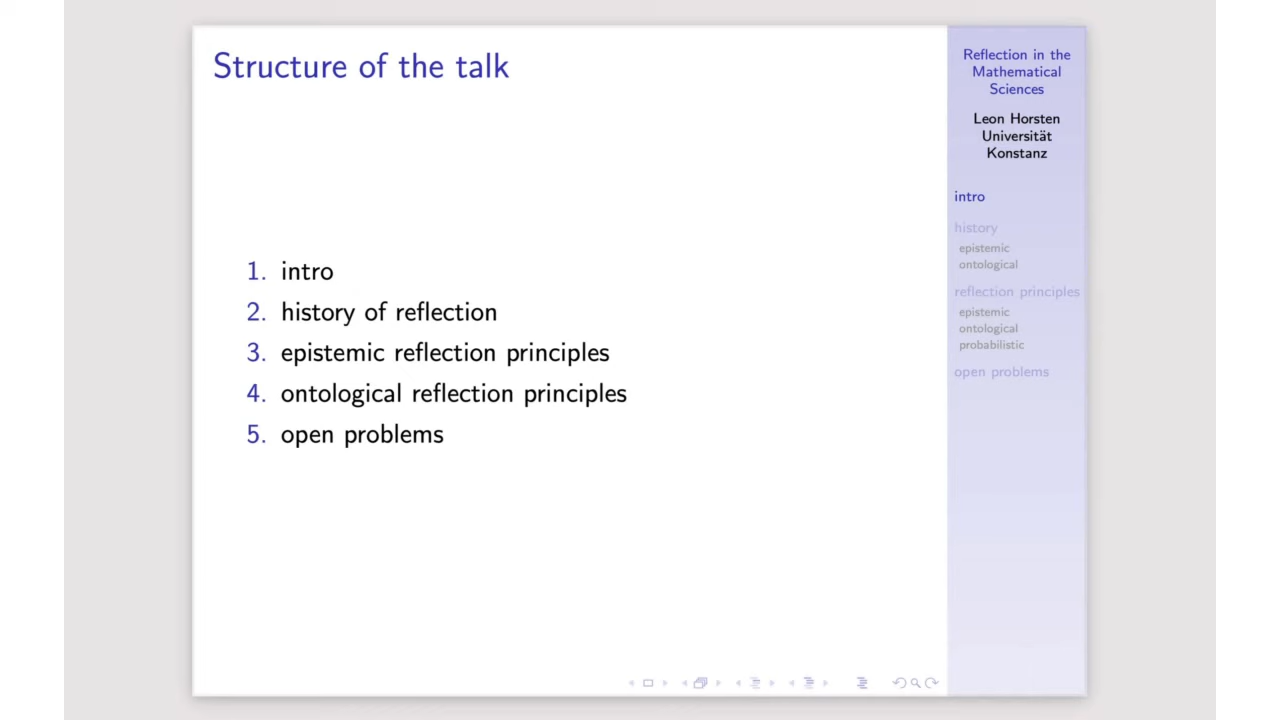 Structure of the talk
1. intro
2. history of reflection
3. epistemic reflection principles
4. ontological reflection principles
5. open problems
Reflection in the
Mathematical
Sciences
Leon Horsten
Universität
Konstanz
intro
history
epistemic
ontological
reflection principles
epistemic
ontological
probabilistic
open problems